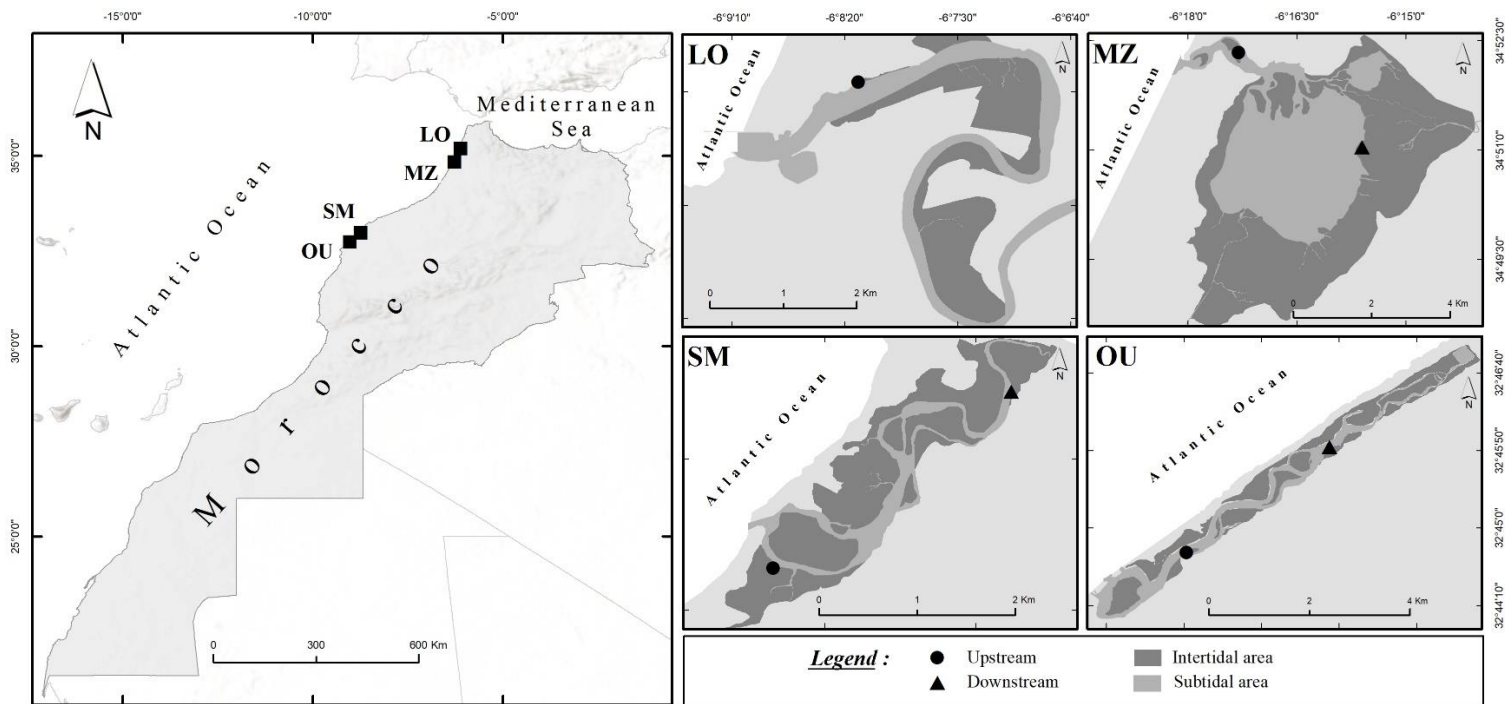 -15°0'0"
-10°0'0"
-5°0'0"
35°0'0"
30°0'0"
25°0'0"
N
Mediterranean
Sea
LO
MZ
SM
OU
Atlantic Ocean
Morocco
0 300 600 Km
-6°9'10"
-6°8'20"
-6°7'30"
-6°6'40"
LO
Atlantic Ocean
N
0 1 2 Km
-6°18'0"
-6°16'30"
-6°15'0"
MZ
Atlantic Ocean
N
34°52'30"
34°51'0"
34°49'30"
0 2 4 Km
SM
Atlantic Ocean
N
0 1 2 Km
OU
Atlantic Ocean
N
32°46'40"
32°45'50"
32°45'0"
32°44'10"
0 2 4 Km
Legend :
Upstream
Intertidal area
Downstream
Subtidal area